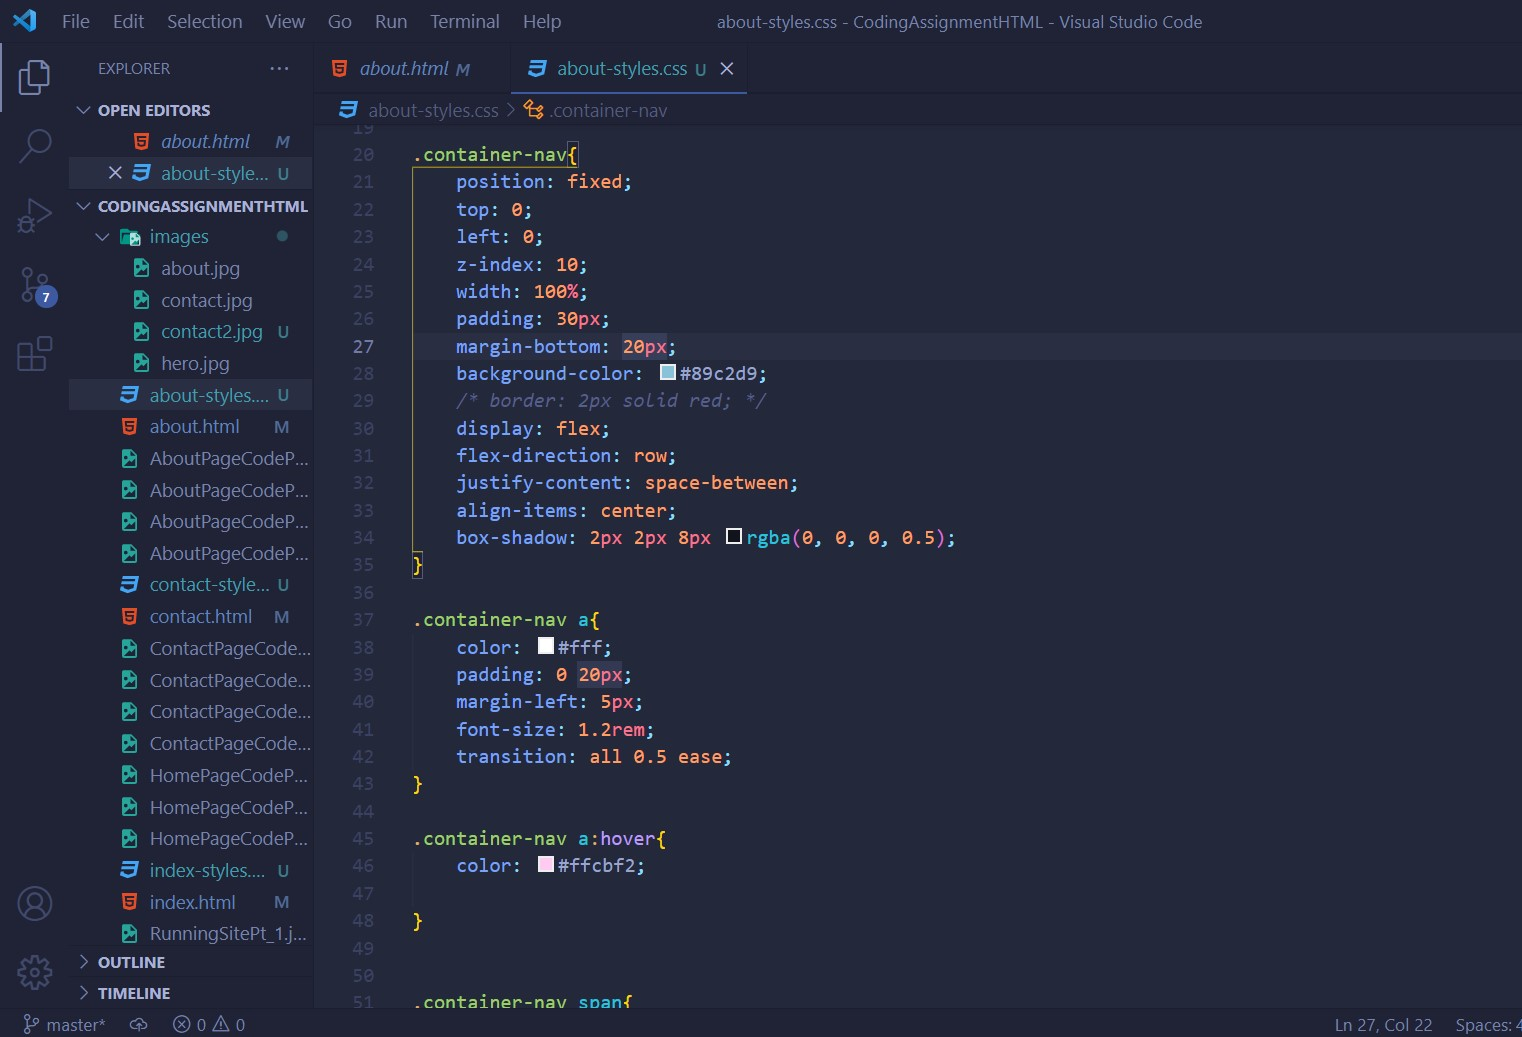 File Edit Selection View Go Run Terminal Help about-styles.css - CodingAssignmentHTML - Visual Studio Code
EXPLORER ···
OPEN EDITORS
about.html M
about-style... U
CODINGASSIGNMENTHTML
images
about.jpg
contact.jpg
contact2.jpg U
hero.jpg
about-styles.... U
about.html M
AboutPageCodeP...
AboutPageCodeP...
AboutPageCodeP...
AboutPageCodeP...
contact-style... U
contact.html M
ContactPageCode...
ContactPageCode...
ContactPageCode...
ContactPageCode...
HomePageCodeP...
HomePageCodeP...
HomePageCodeP...
index-styles.... U
index.html M
RunningSitePt_1.j...
OUTLINE
TIMELINE
7
about.html M about-styles.css U
about-styles.css > .container-nav
19
20 .container-nav{
21 position: fixed;
22 top: 0;
23 left: 0;
24 z-index: 10;
25 width: 100%;
26 padding: 30px;
27 margin-bottom: 20px;
28 background-color: #89c2d9;
29 /* border: 2px solid red; */
30 display: flex;
31 flex-direction: row;
32 justify-content: space-between;
33 align-items: center;
34 box-shadow: 2px 2px 8px rgba(0, 0, 0, 0.5);
35 }
36
37 .container-nav a{
38 color: #fff;
39 padding: 0 20px;
40 margin-left: 5px;
41 font-size: 1.2rem;
42 transition: all 0.5 ease;
43 }
44
45 .container-nav a:hover{
46 color: #ffcbf2;
47
48 }
49
50
51 .container-nav span{
master* 0 0 Ln 27, Col 22 Spaces: 4